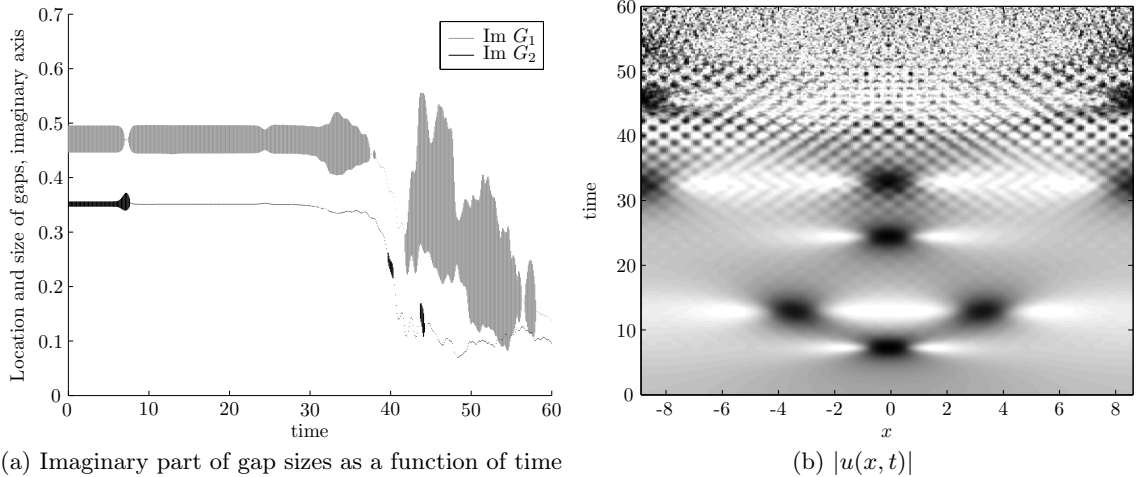 Location and size of gaps, imaginary axis
0.7
0.6
0.5
0.4
0.3
0.2
0.1
0
0 10 20 30 40 50 60
time
Im G₁
Im G₂
(a) Imaginary part of gap sizes as a function of time
time
60
50
40
30
20
10
0
-8 -6 -4 -2 0 2 4 6 8
x
(b) |u(x, t)|